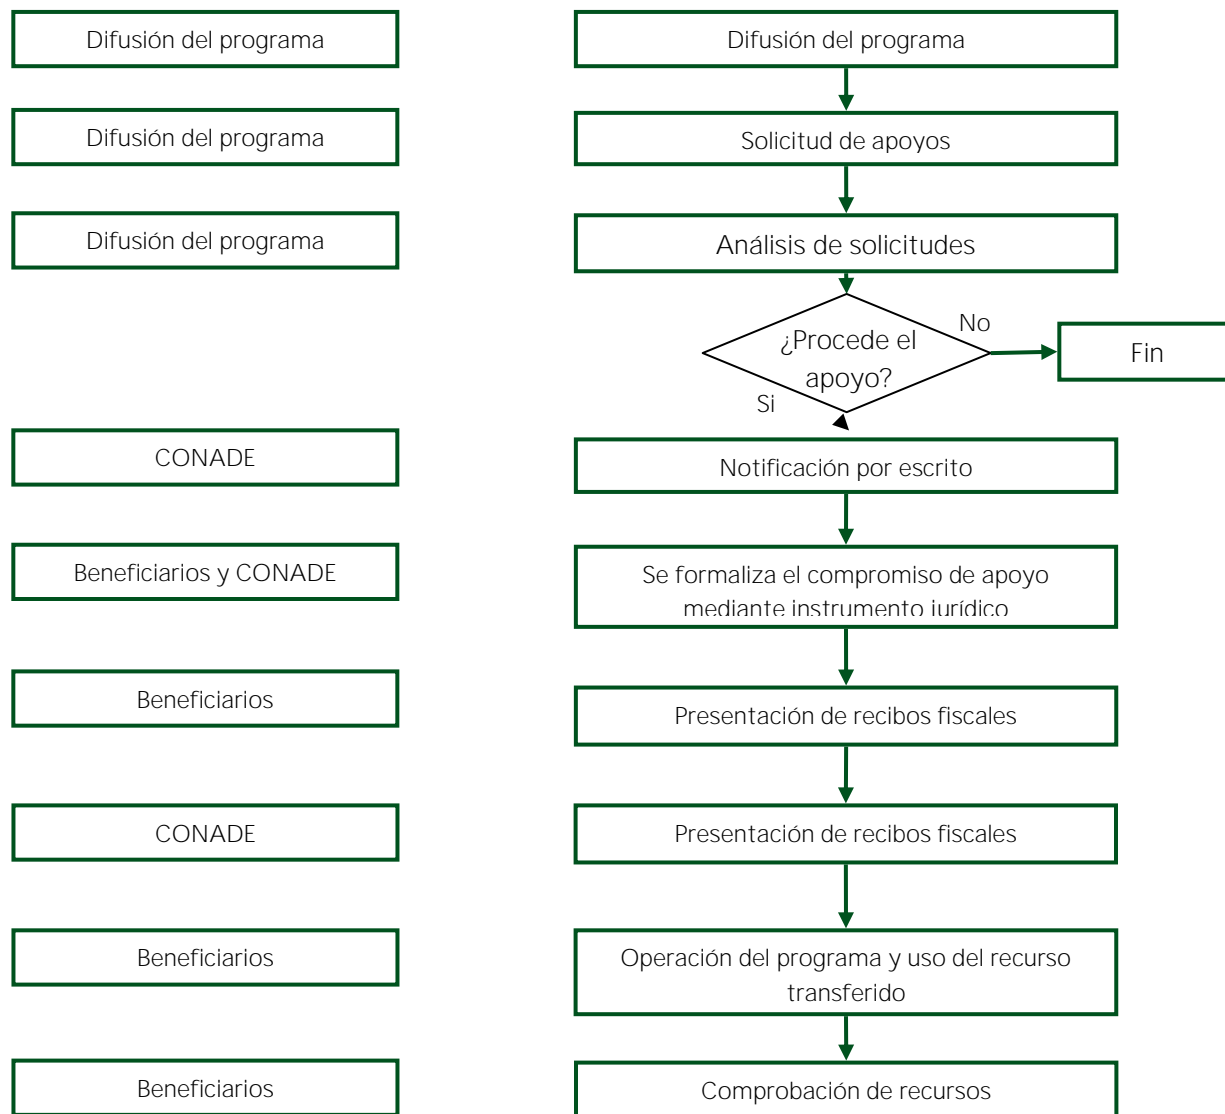 Difusión del programa
Difusión del programa
Difusión del programa
Solicitud de apoyos
Difusión del programa
Análisis de solicitudes
¿Procede el
apoyo?
No
Fin
Si
CONADE
Notificación por escrito
Beneficiarios y CONADE
Se formaliza el compromiso de apoyo
mediante instrumento jurídico
Beneficiarios
Presentación de recibos fiscales
CONADE
Presentación de recibos fiscales
Beneficiarios
Operación del programa y uso del recurso
transferido
Beneficiarios
Comprobación de recursos